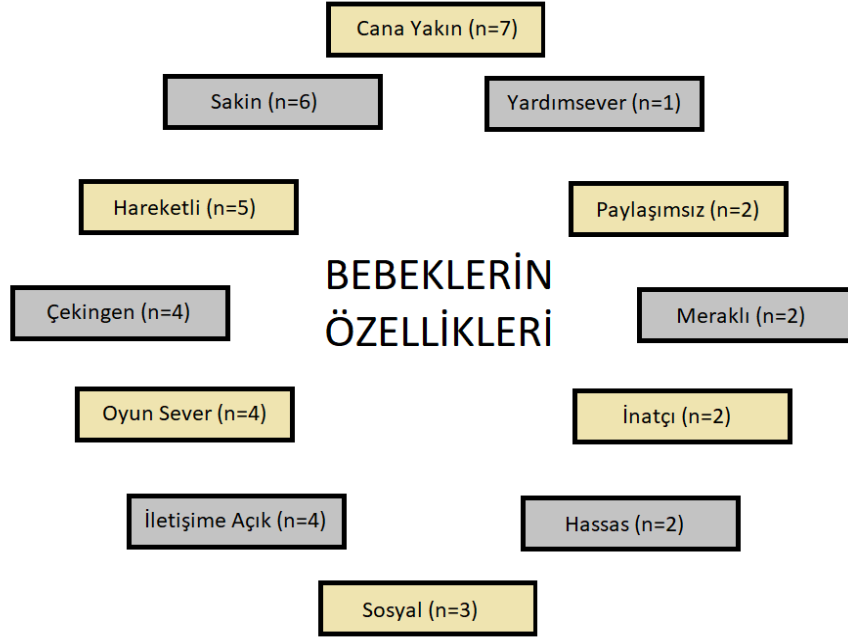 Cana Yakın (n=7)
Sakin (n=6)
Yardımsever (n=1)
Hareketli (n=5)
Paylaşımsız (n=2)
BEBEKLERİN
ÖZELLİKLERİ
Çekingen (n=4)
Meraklı (n=2)
Oyun Sever (n=4)
İnatçı (n=2)
İletişime Açık (n=4)
Hassas (n=2)
Sosyal (n=3)